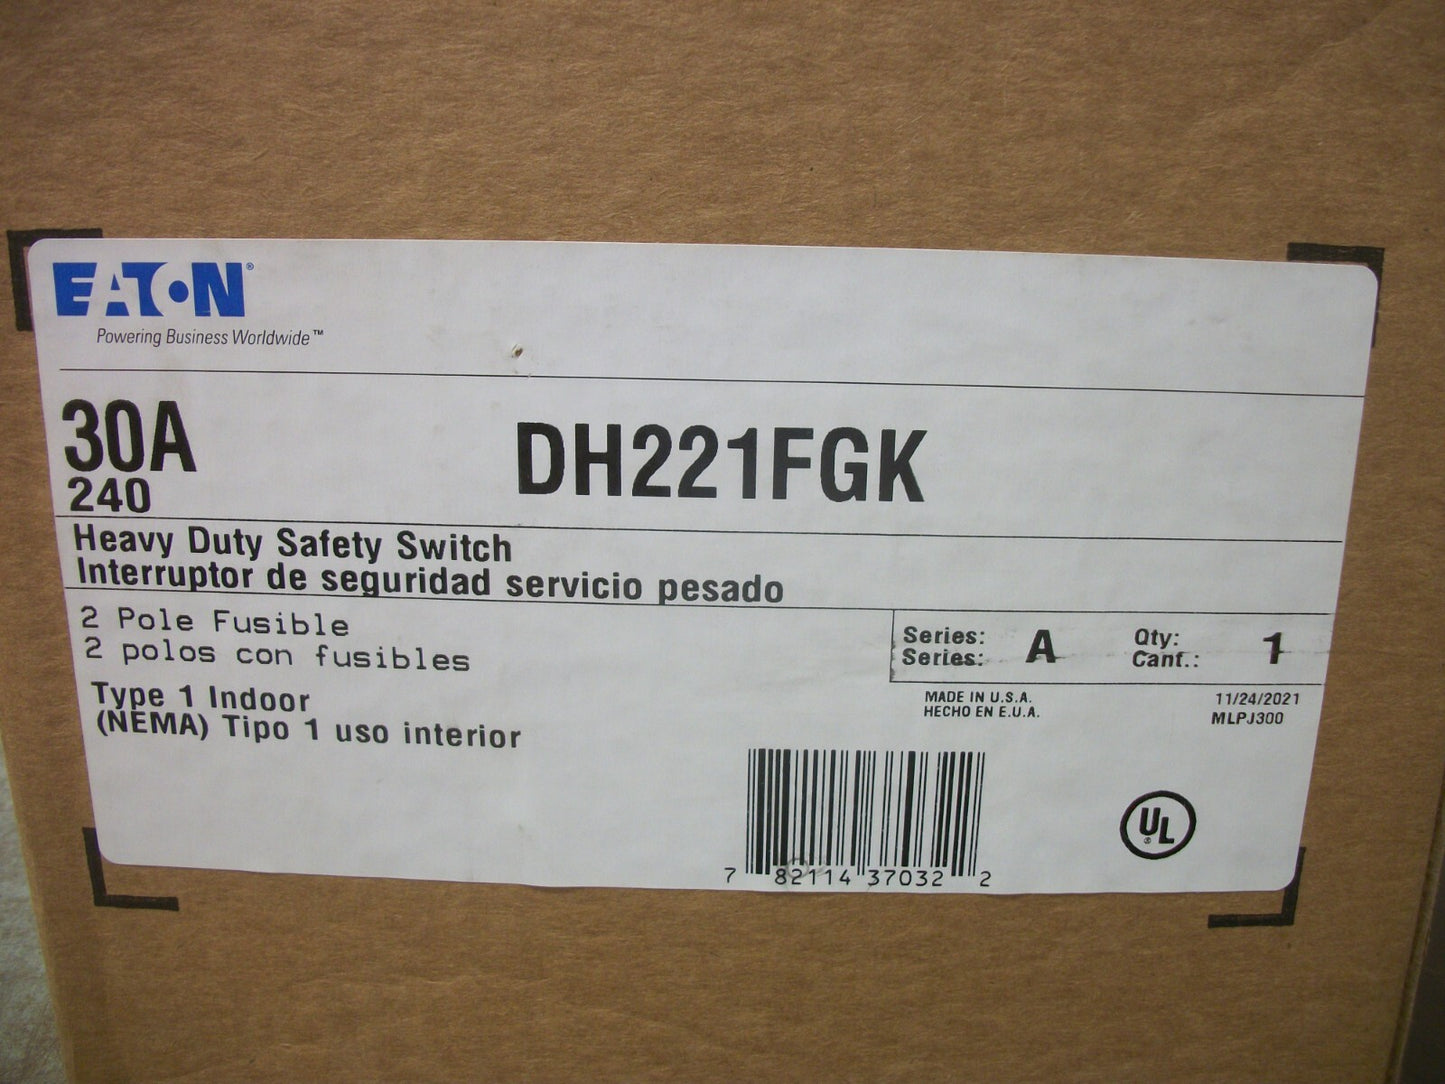 EATON®
Powering Business Worldwide™
30A
240
DH221FGK
Heavy Duty Safety Switch
Interruptor de seguridad servicio pesado
2 Pole Fusible
2 polos con fusibles
Type 1 Indoor
(NEMA) Tipo 1 uso interior
Series: A Qty: 1
Series: Cant.:
MADE IN U.S.A.
HECHO EN E.U.A.
11/24/2021
MLPJ300
7 82114 37032 2
UL®